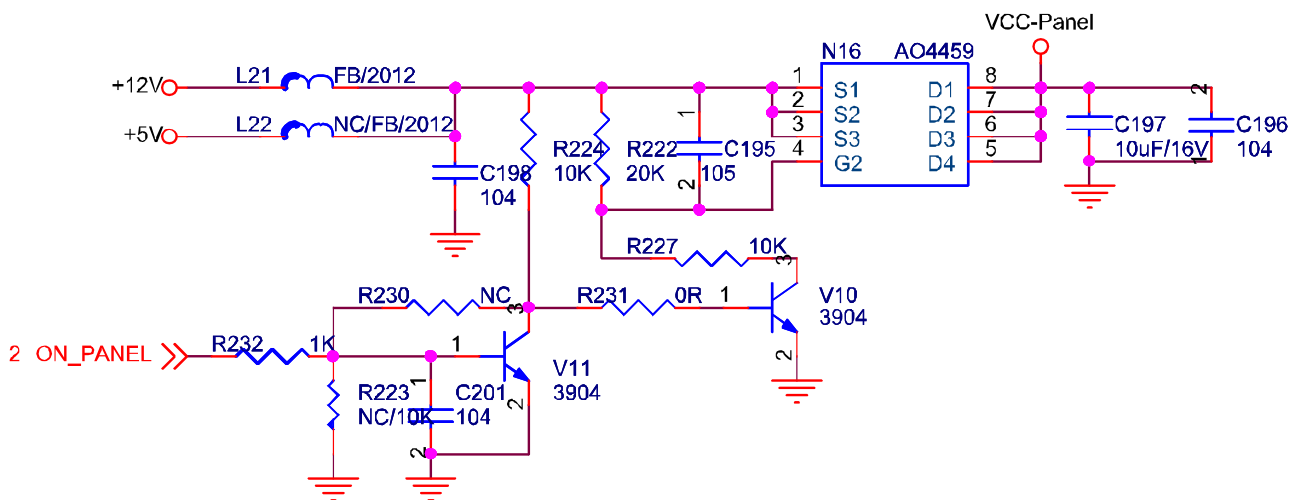 VCC-Panel
N16 AO4459
+12V L21 FB/2012
+5V L22 NC/FB/2012
1 S1 D1 8
2 S2 D2 7
3 S3 D3 6
4 G2 D4 5
C198
104
R224
10K
R222
20K
1
C195
105
2
C197
10uF/16V
2
C196
104
1
R227 10K
3
R230 NC
3
R231 0R
1
V10
3904
2
2 ON_PANEL
R232 1K
1
V11
3904
2
R223
NC/10K
1
C201
104
2